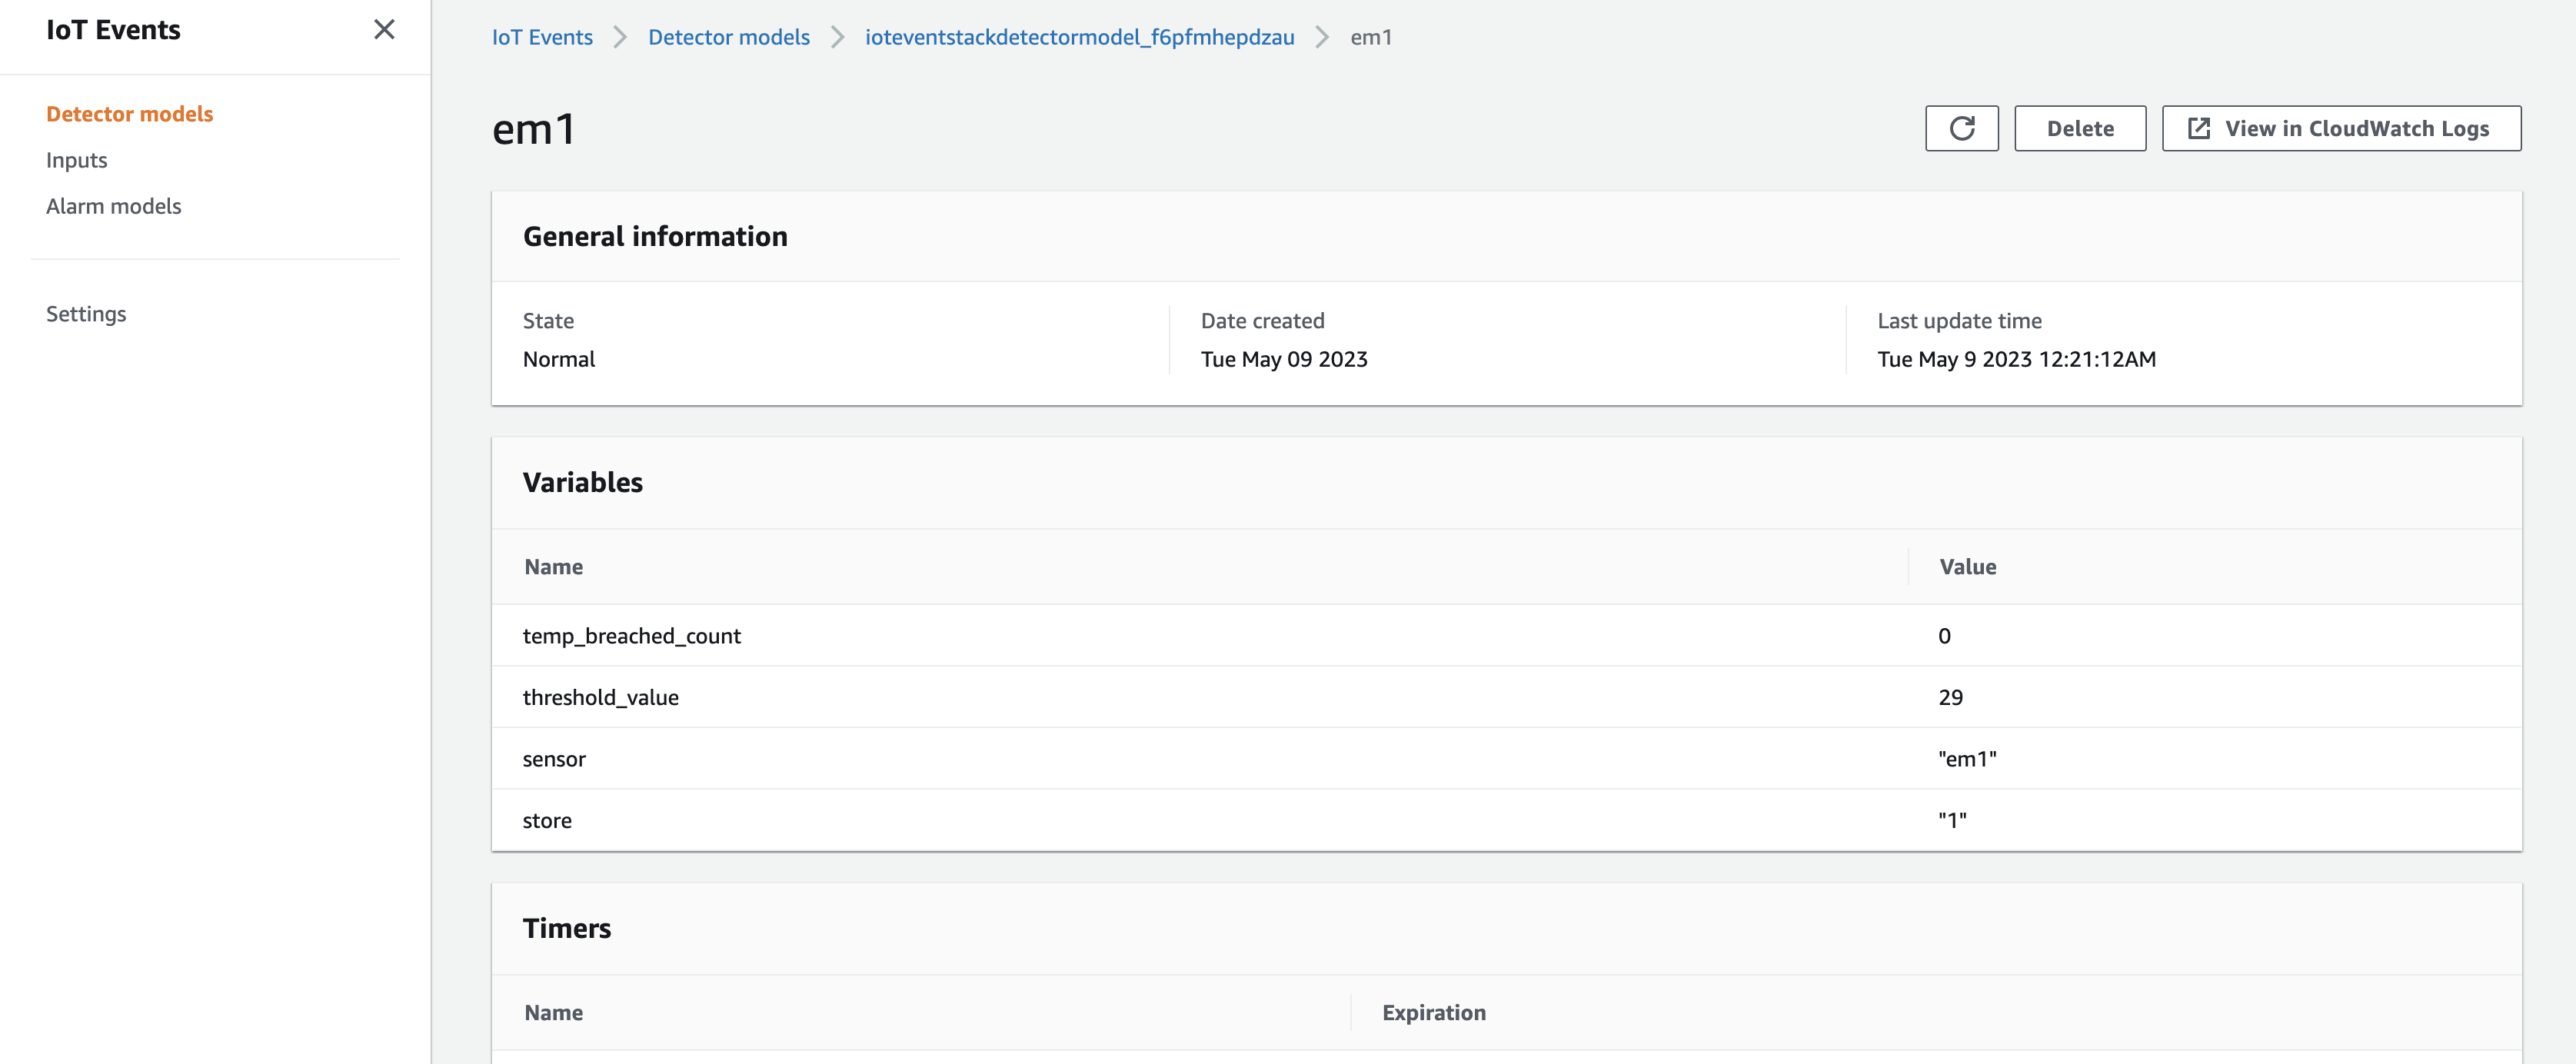 IoT Events
Detector models
Inputs
Alarm models
Settings
IoT Events > Detector models > ioteventstackdetectormodel_f6pfmhepdzau > em1
em1
Delete
View in CloudWatch Logs
General information
State
Normal
Date created
Tue May 09 2023
Last update time
Tue May 9 2023 12:21:12AM
Variables
Name Value
temp_breached_count 0
threshold_value 29
sensor "em1"
store "1"
Timers
Name Expiration